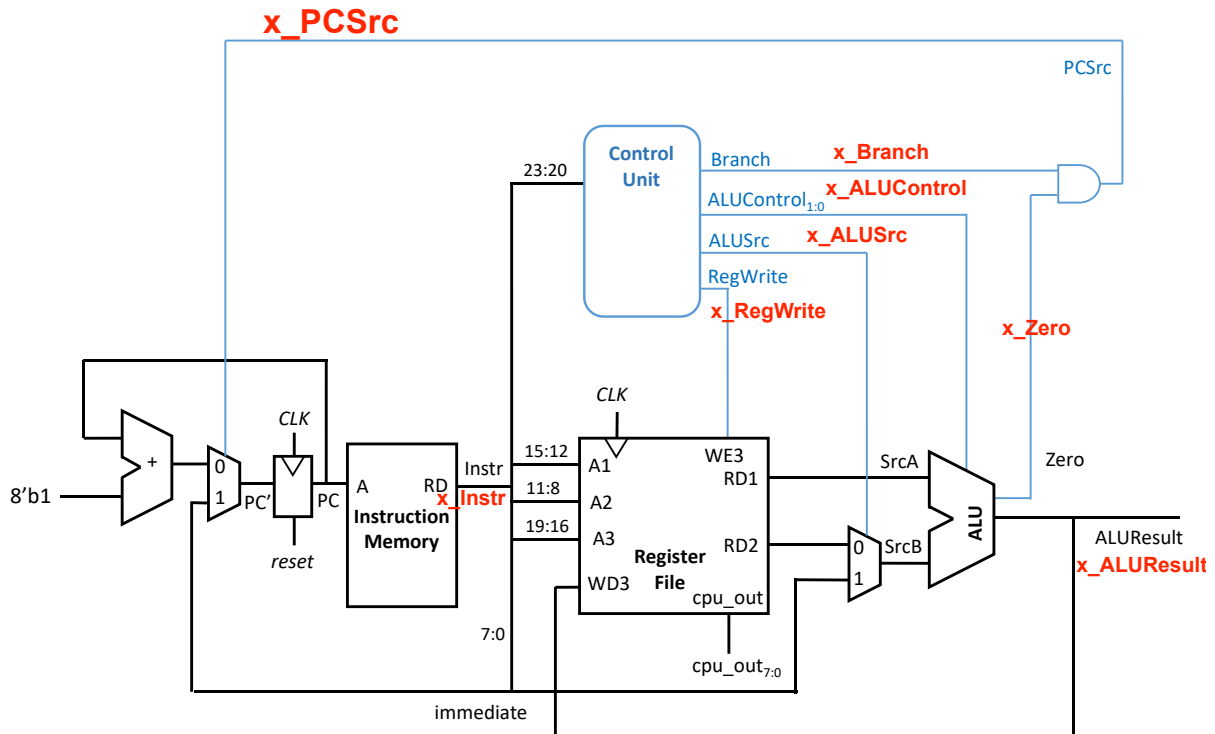 x_PCSrc
PCSrc
Control
Unit
23:20
Branch
x_Branch
x_ALUControl
ALUControl1:0
ALUSrc
x_ALUSrc
RegWrite
x_RegWrite
x_Zero
CLK
CLK
8'b1
+
0
1
PC'
PC
reset
A
RD
Instruction
Memory
Instr
x_Instr
15:12
11:8
19:16
7:0
A1
A2
A3
WD3
WE3
RD1
RD2
Register
File
cpu_out
cpu_out7:0
SrcA
0
1
SrcB
ALU
Zero
ALUResult
x_ALUResult
immediate